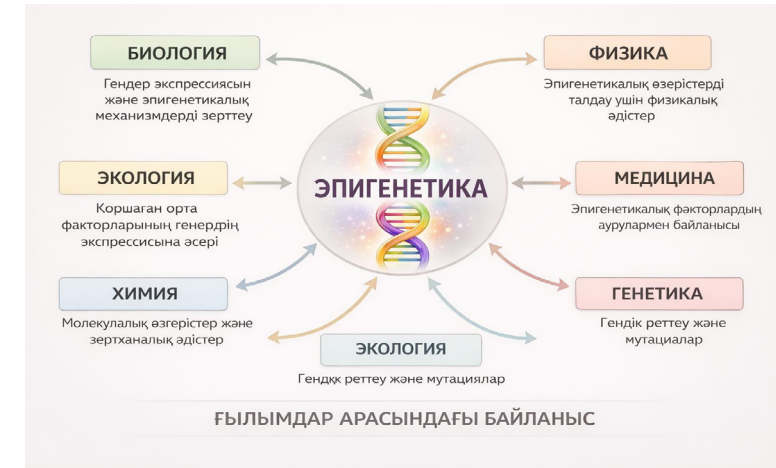 БИОЛОГИЯ
Гендер экспрессиясын
және эпигенетикалық
механизмдерді зерттеу
ФИЗИКА
Эпигенетикалық өзерістерді
талдау үшін физикалық
әдістер
ЭПИГЕНЕТИКА
ЭКОЛОГИЯ
Коршаған орта
факторларының генердің
экспрессисына әсері
МЕДИЦИНА
Эпигенетикалық факторлардың
аурулармен байланысы
ХИМИЯ
Молекулалық өзгерістер және
зертханалық әдістер
ГЕНЕТИКА
Гендік реттеу және
мутациалар
ЭКОЛОГИЯ
Гендқк реттеу және мутациялар
ҒЫЛЫМДАР АРАСЫНДАҒЫ БАЙЛАНЫС